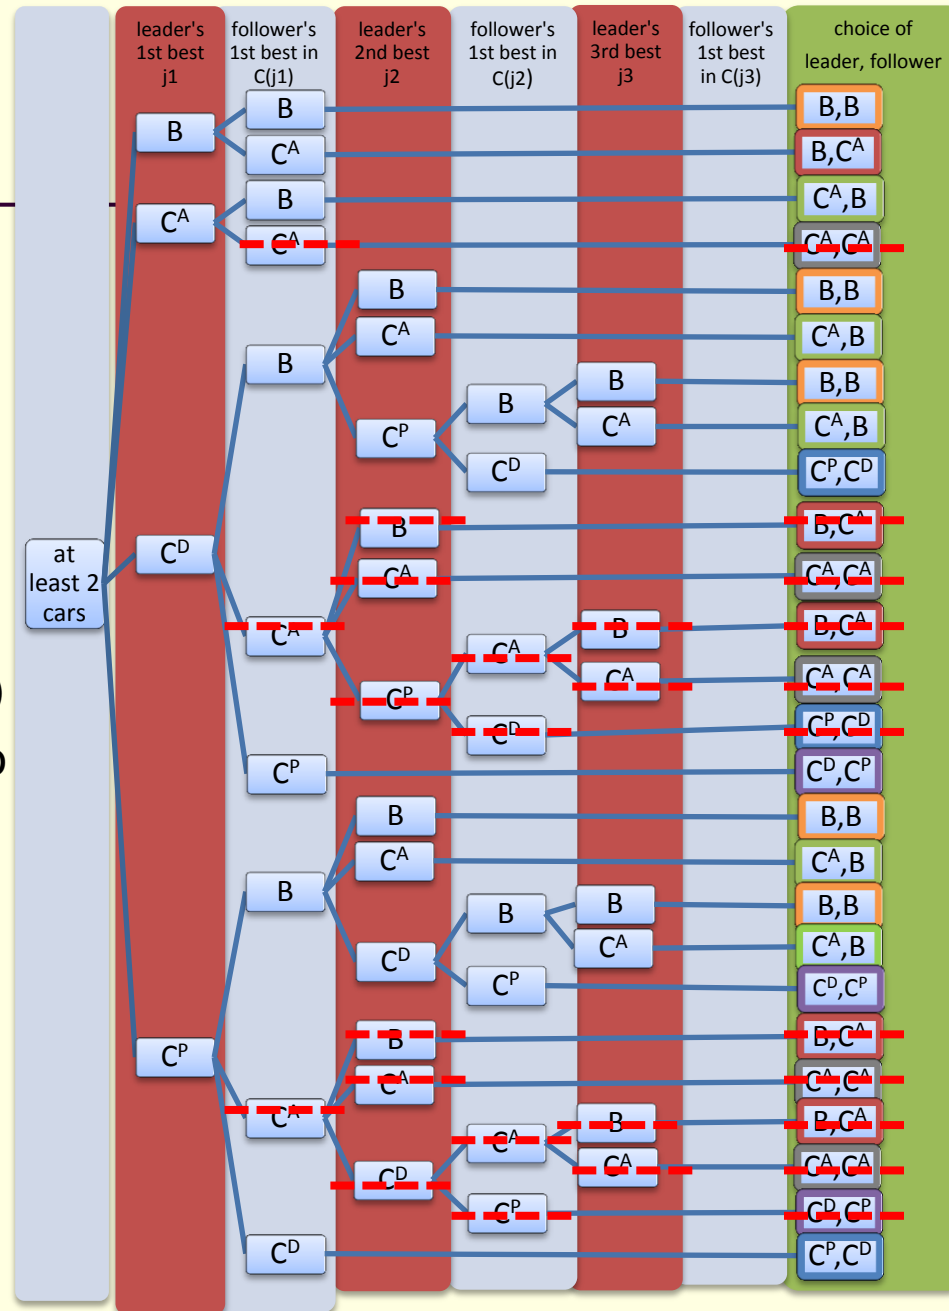 leader's
1st best
j1
follower's
1st best in
C(j1)
leader's
2nd best
j2
follower's
1st best in
C(j2)
leader's
3rd best
j3
follower's
1st best
in C(j3)
choice of
leader, follower
B
B,B
B
Cᴬ
B,Cᴬ
B
Cᴬ,B
Cᴬ
Cᴬ
Cᴬ,Cᴬ
B
B,B
Cᴬ
Cᴬ,B
B
B
B,B
B
Cᴬ
Cᴬ,B
Cᴾ
Cᴰ
Cᴾ,Cᴰ
B
B,Cᴬ
at
least 2
cars
Cᴰ
Cᴬ
Cᴬ,Cᴬ
Cᴬ
B
B,Cᴬ
Cᴬ
Cᴬ
Cᴬ,Cᴬ
Cᴾ
Cᴰ
Cᴾ,Cᴰ
Cᴾ
Cᴰ,Cᴾ
B
B,B
Cᴬ
Cᴬ,B
B
B
B
B,B
Cᴬ
Cᴬ,B
Cᴰ
Cᴾ
Cᴰ,Cᴾ
B
B,Cᴬ
Cᴾ
Cᴬ
Cᴬ,Cᴬ
Cᴬ
B
B,Cᴬ
Cᴬ
Cᴬ
Cᴬ,Cᴬ
Cᴰ
Cᴾ
Cᴰ,Cᴾ
Cᴰ
Cᴾ,Cᴰ